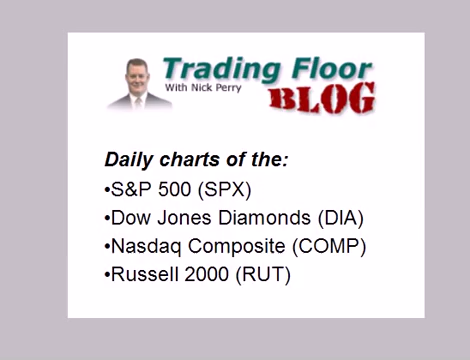 Trading Floor
With Nick Perry
BLOG
Daily charts of the:
•S&P 500 (SPX)
•Dow Jones Diamonds (DIA)
•Nasdaq Composite (COMP)
•Russell 2000 (RUT)